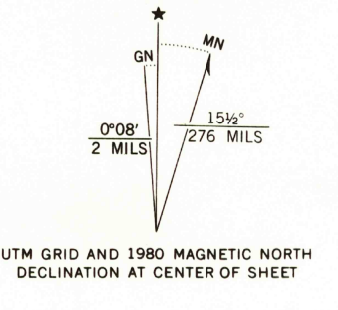 ★
GN
MN
0°08'
2 MILS
15½°
276 MILS
UTM GRID AND 1980 MAGNETIC NORTH
DECLINATION AT CENTER OF SHEET